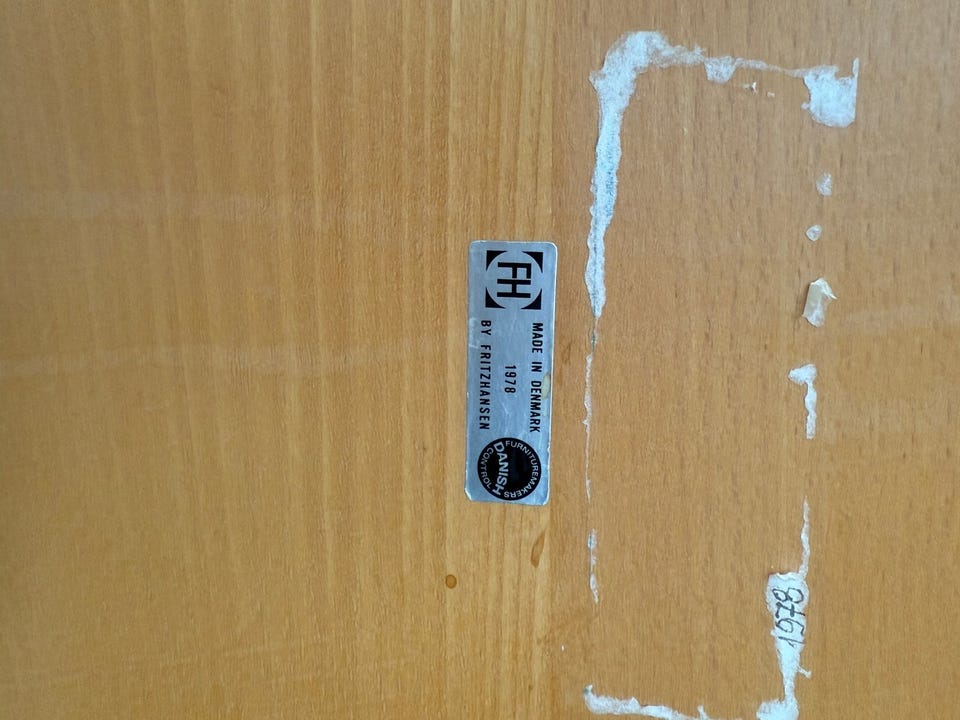 FH
MADE IN DENMARK
1978
BY FRITZHANSEN
FURNITUREMAKERS
DANISH
CONTROL
1978